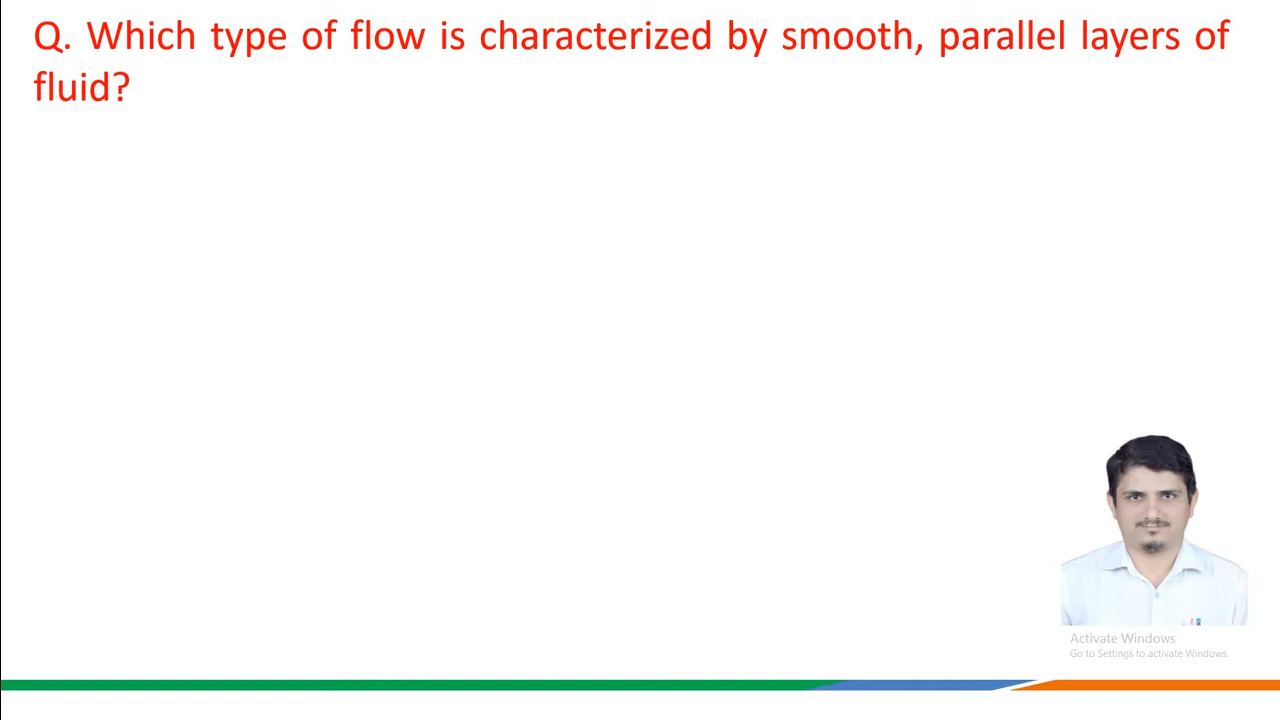 Q. Which type of flow is characterized by smooth, parallel layers of
fluid?
Activate Windows
Go to Settings to activate Windows.